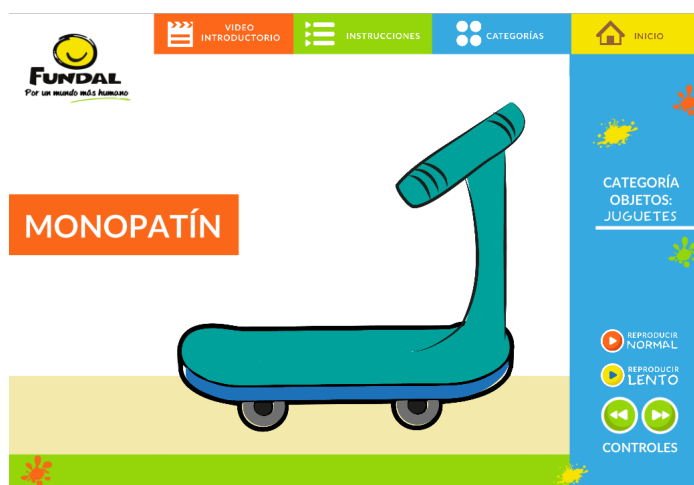 FUNDAL
Por un mundo más humano
VIDEO
INTRODUCTORIO
INSTRUCCIONES
CATEGORÍAS
INICIO
MONOPATÍN
CATEGORÍA
OBJETOS:
JUGUETES
REPRODUCIR
NORMAL
REPRODUCIR
LENTO
CONTROLES